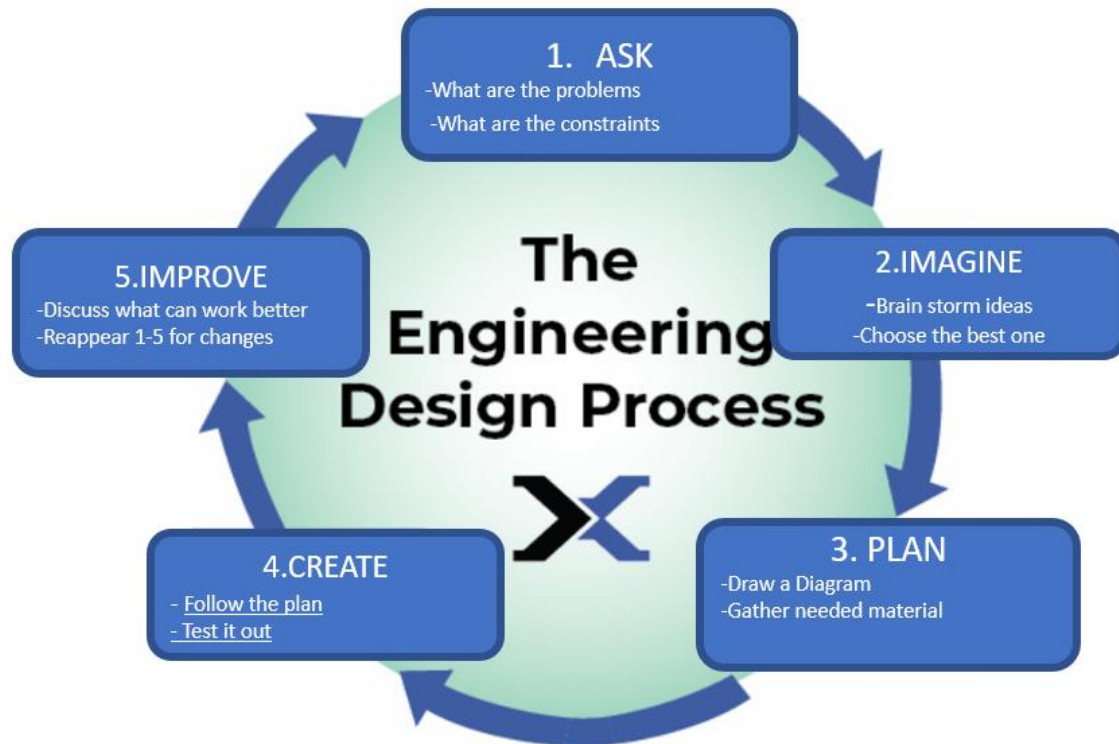 1. ASK
-What are the problems
-What are the constraints
2.IMAGINE
-Brain storm ideas
-Choose the best one
3. PLAN
-Draw a Diagram
-Gather needed material
4.CREATE
- Follow the plan
- Test it out
5.IMPROVE
-Discuss what can work better
-Reappear 1-5 for changes
The
Engineering
Design Process